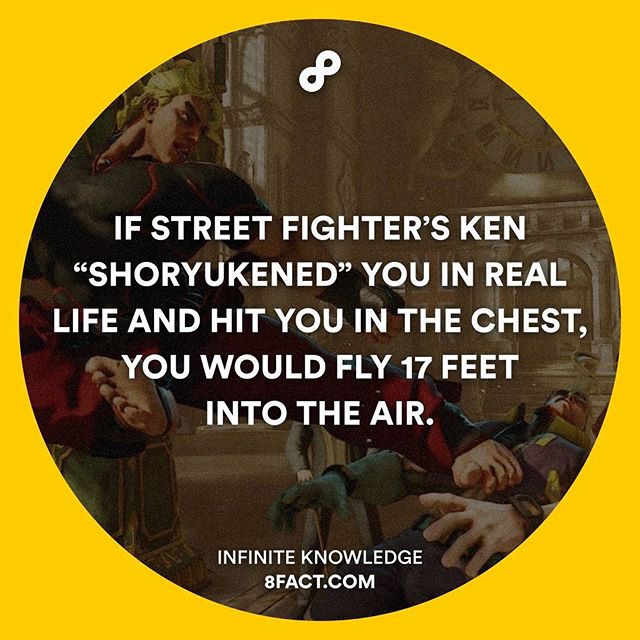 IF STREET FIGHTER’S KEN
“SHORYUKENED” YOU IN REAL
LIFE AND HIT YOU IN THE CHEST,
YOU WOULD FLY 17 FEET
INTO THE AIR.
INFINITE KNOWLEDGE
8FACT.COM